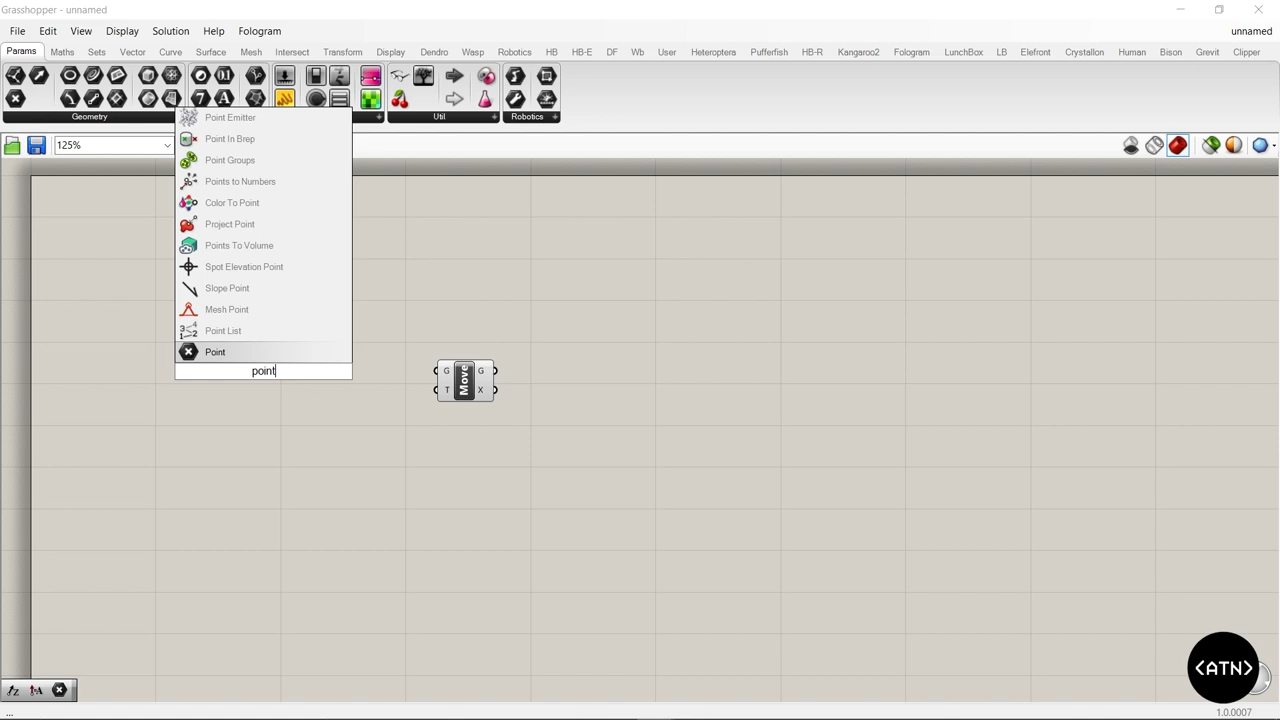 Grasshopper - unnamed
File Edit View Display Solution Help Fologram unnamed
Params Maths Sets Vector Curve Surface Mesh Intersect Transform Display Dendro Wasp Robotics HB HB-E DF Wb User Heteroptera Pufferfish HB-R Kangaroo2 Fologram LunchBox LB Elefront Crystallon Human Bison Grevit Clipper
Geometry Util Robotics
125%
Point Emitter
Point In Brep
Point Groups
Points to Numbers
Color To Point
Project Point
Points To Volume
Spot Elevation Point
Slope Point
Mesh Point
Point List
Point
point
G Move G
T X
<ATN>
... 1.0.0007